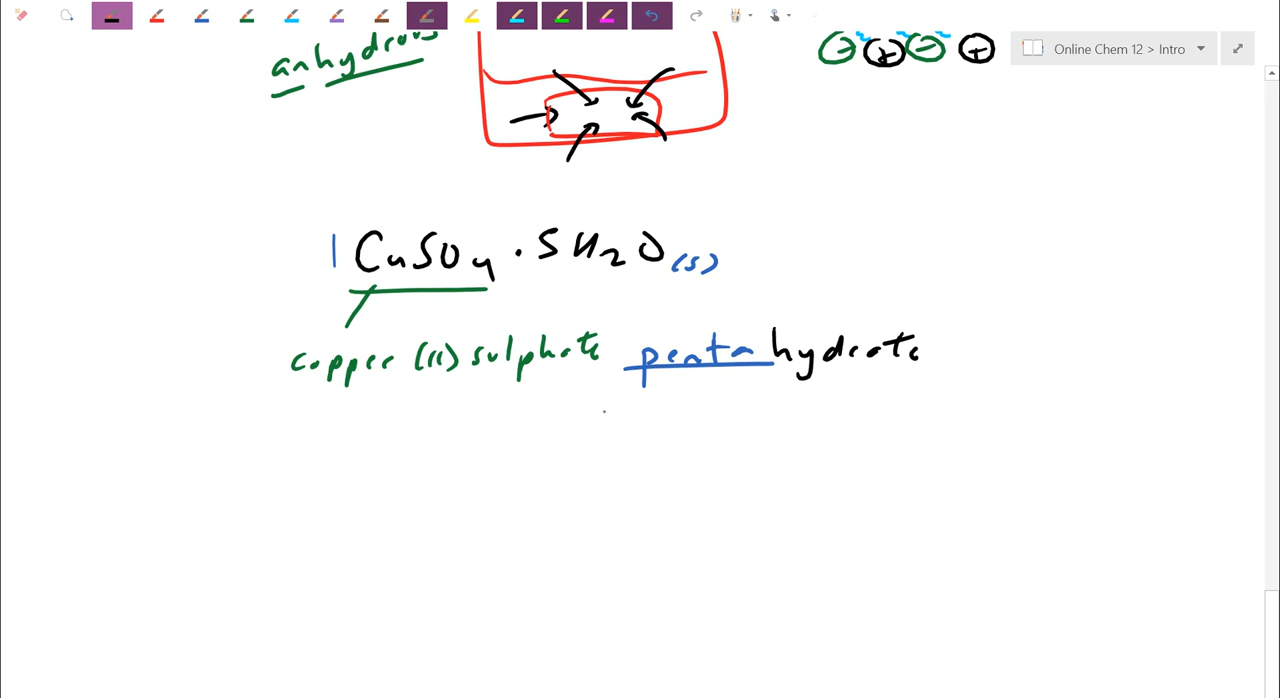 anhydrous
Online Chem 12 > Intro
1 CuSO4 · 5H2O(s)
copper (II) sulphate pentahydrate